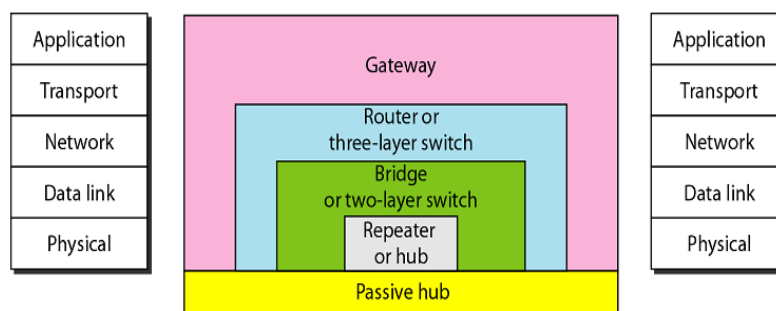 Application
Transport
Network
Data link
Physical
Gateway
Router or
three-layer switch
Bridge
or two-layer switch
Repeater
or hub
Passive hub
Application
Transport
Network
Data link
Physical